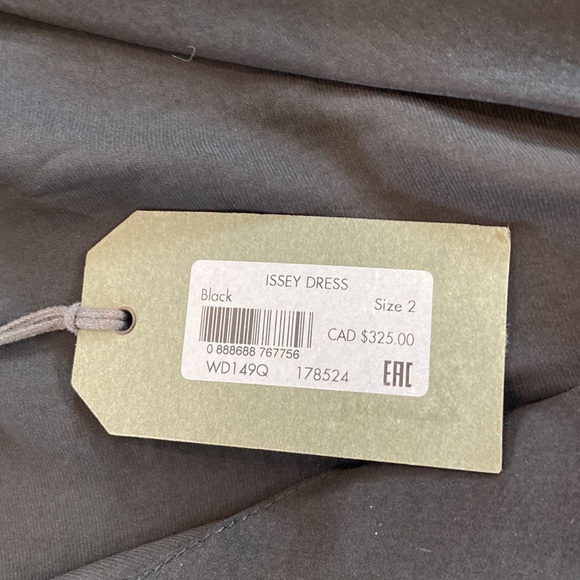 ISSEY DRESS
Black Size 2
CAD $325.00
0 888688 767756
WD149Q 178524
EAC